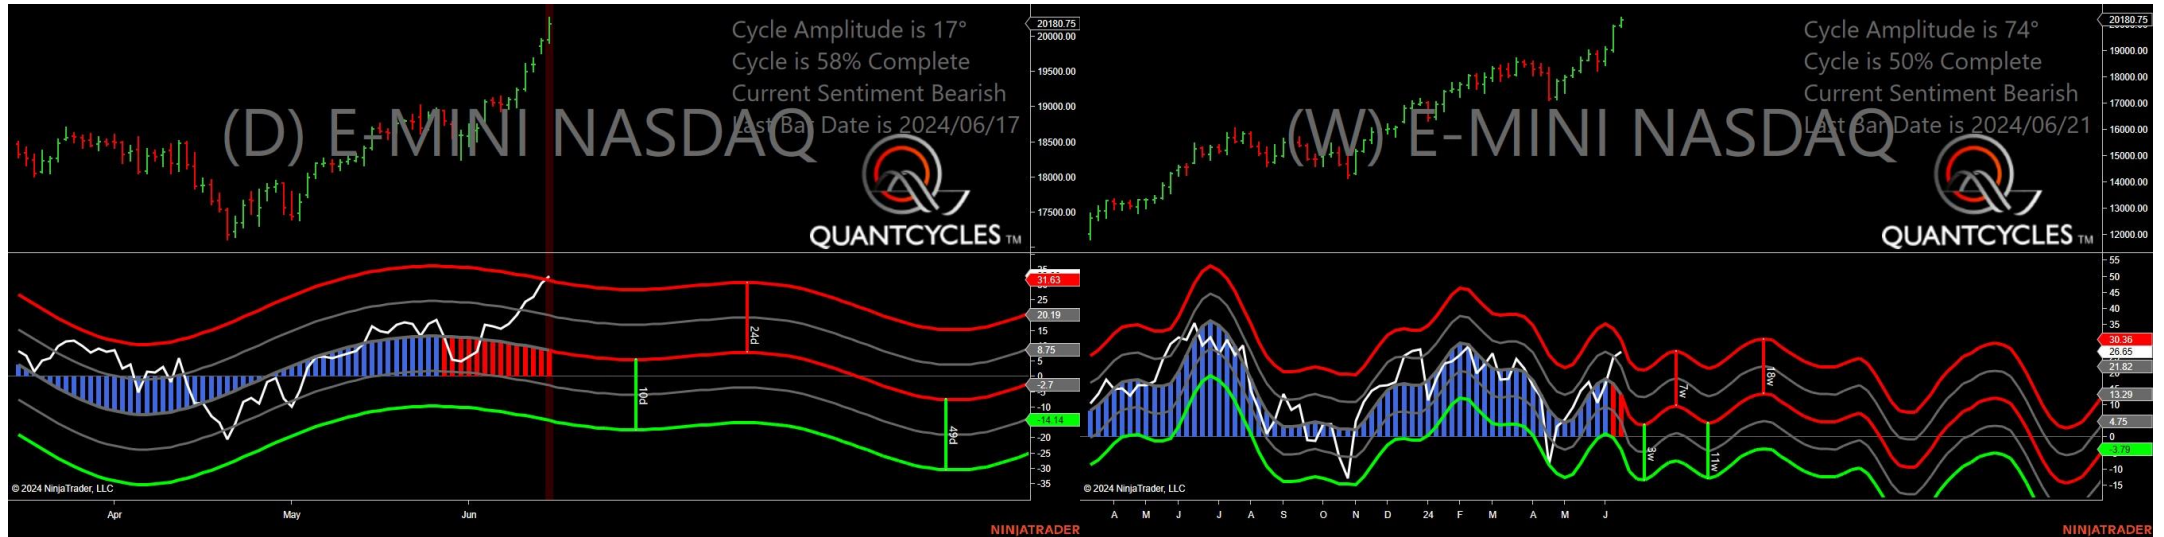 Cycle Amplitude is 17°
Cycle is 58% Complete
Current Sentiment Bearish
Last Bar Date is 2024/06/17
(D) E-MINI NASDAQ
QUANTCYCLES TM
20180.75
20000.00
19500.00
19000.00
18500.00
18000.00
17500.00
31.63
25
20.19
15
8.75
5
0
-2.7
-10
-14.14
-20
-25
-30
-35
24d
10d
49d
© 2024 NinjaTrader, LLC
Apr May Jun
NINJATRADER
Cycle Amplitude is 74°
Cycle is 50% Complete
Current Sentiment Bearish
Last Bar Date is 2024/06/21
(W) E-MINI NASDAQ
QUANTCYCLES TM
20180.75
19000.00
18000.00
17000.00
16000.00
15000.00
14000.00
13000.00
12000.00
55
50
45
40
35
30.36
26.65
21.82
20
15
13.29
4.75
0
-3.79
-10
-15
7w
18w
11w
© 2024 NinjaTrader, LLC
A M J J A S O N D 24 F M A M J
NINJATRADER